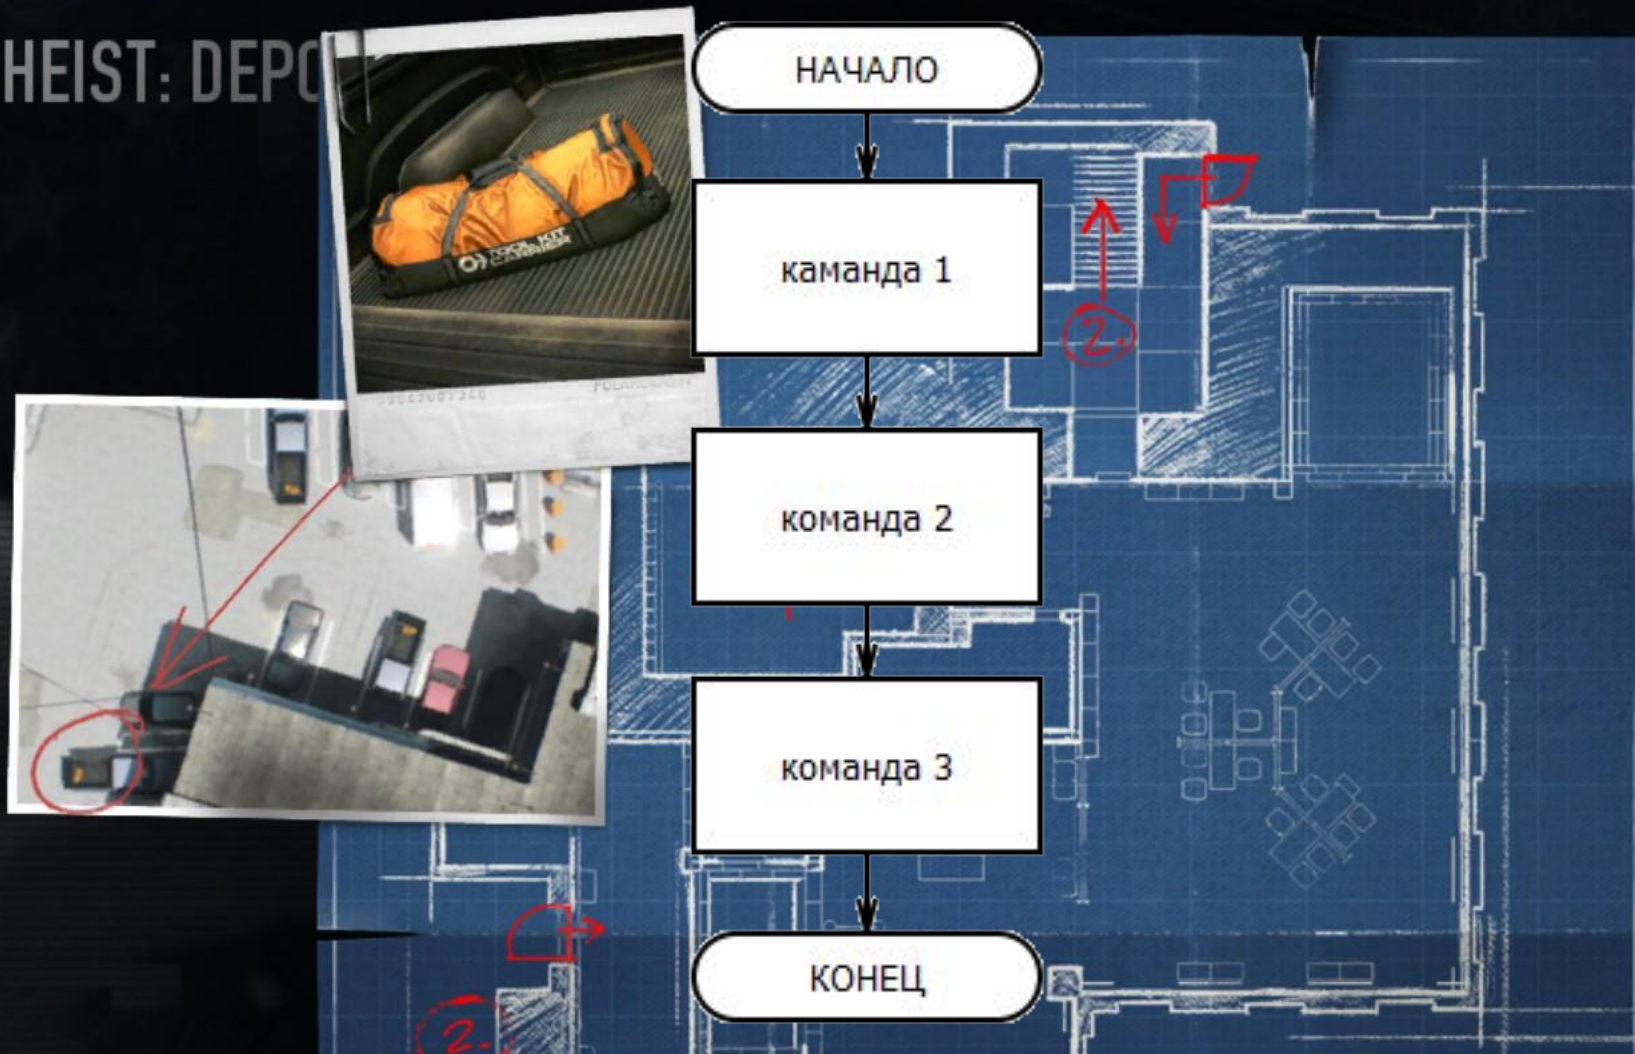 HEIST: DEPO
НАЧАЛО
каманда 1
TOOL KIT
CARRIER
2.
команда 2
команда 3
КОНЕЦ
2.